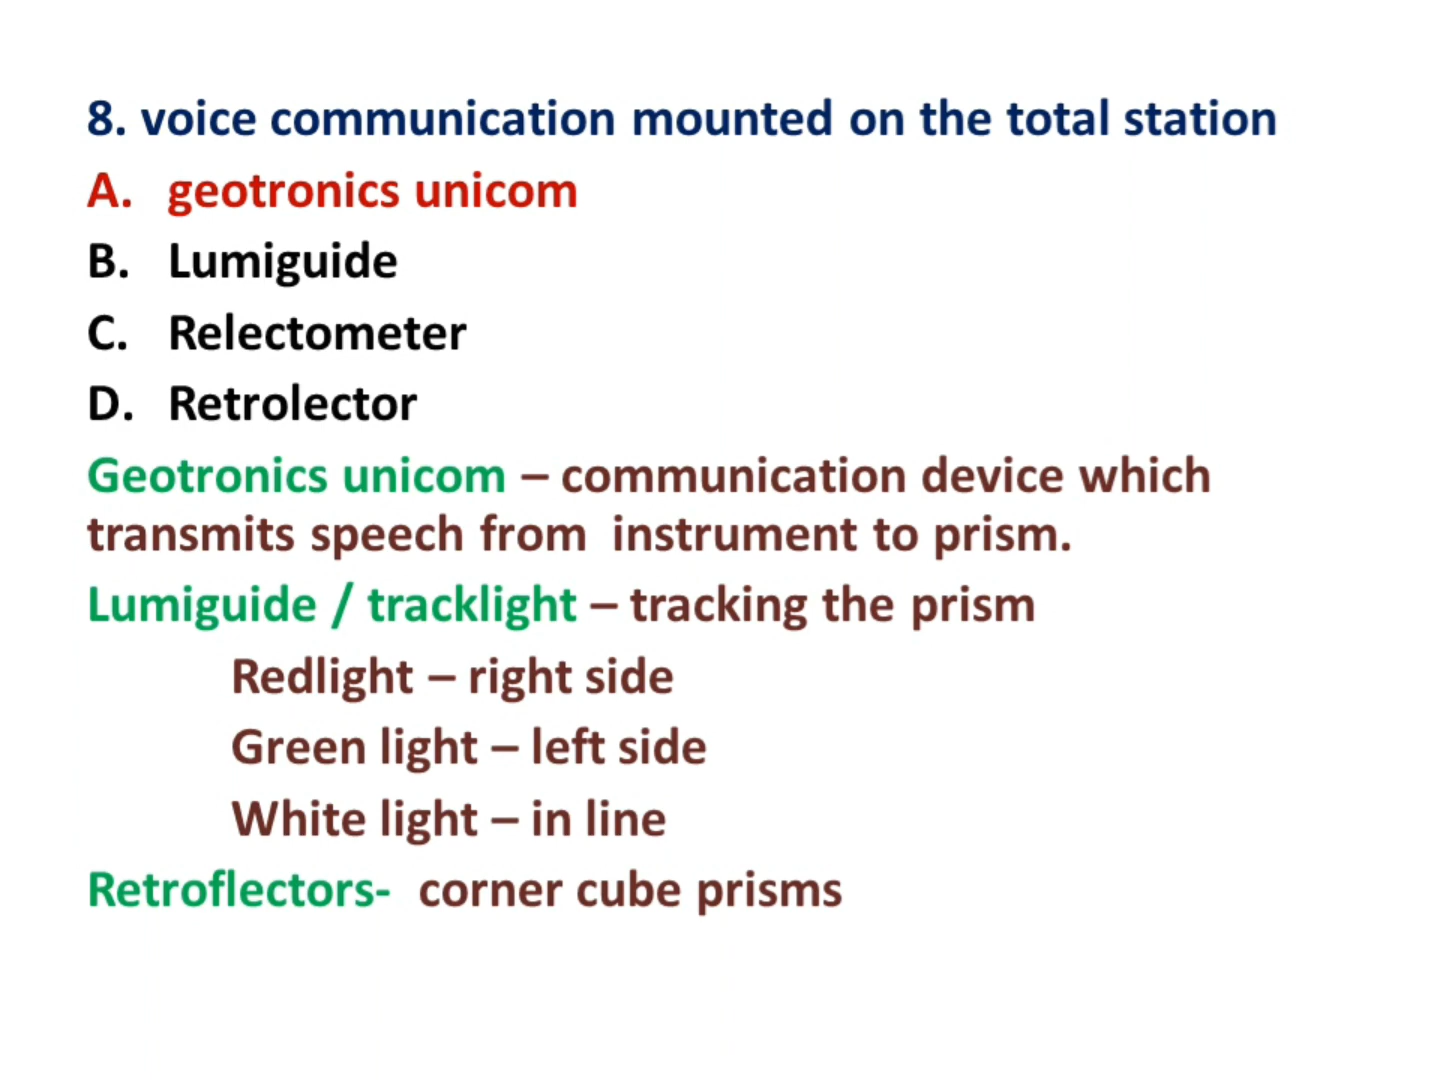 8. voice communication mounted on the total station
A. geotronics unicom
B. Lumiguide
C. Relectometer
D. Retrolector
Geotronics unicom – communication device which
transmits speech from instrument to prism.
Lumiguide / tracklight – tracking the prism
Redlight – right side
Green light – left side
White light – in line
Retroflectors- corner cube prisms